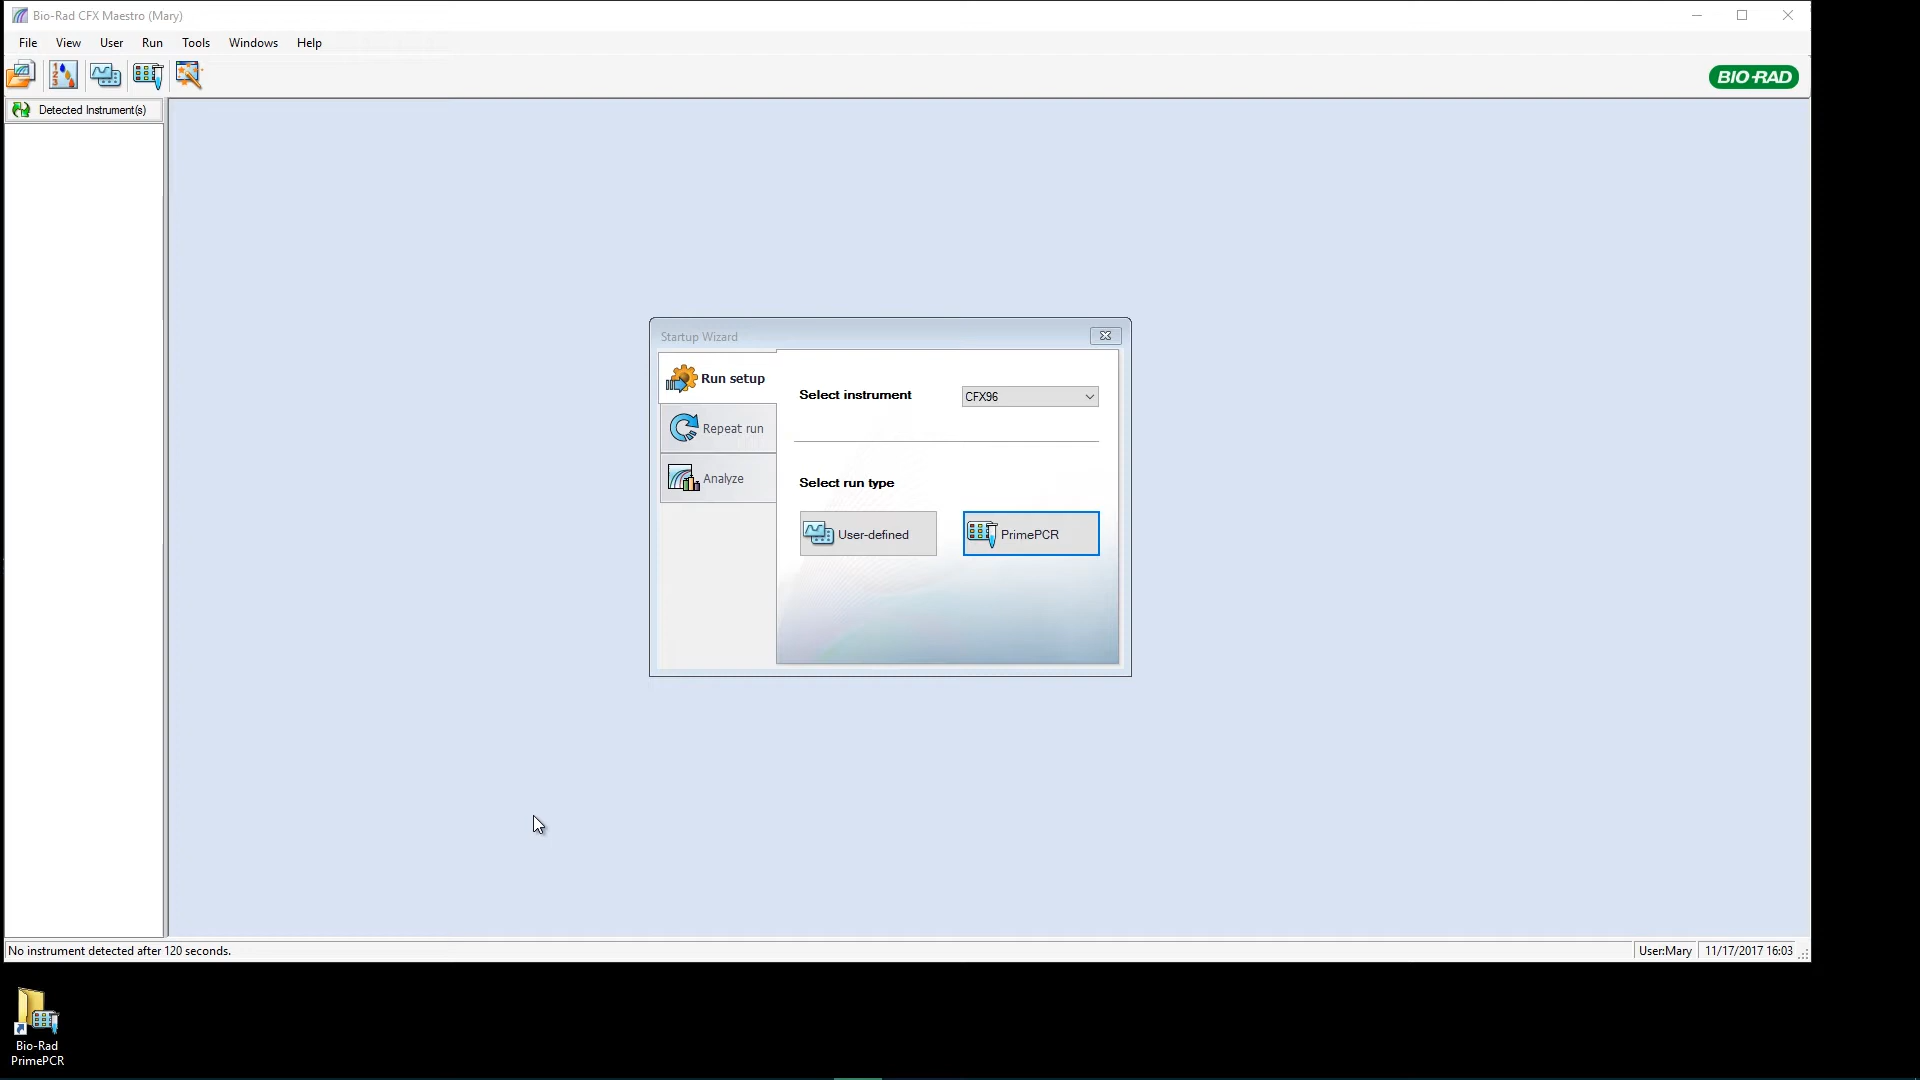 Bio-Rad CFX Maestro (Mary)
File View User Run Tools Windows Help
BIO-RAD
Detected Instrument(s)
Startup Wizard
Run setup
Repeat run
Analyze
Select instrument
CFX96
Select run type
User-defined
PrimePCR
No instrument detected after 120 seconds.
User:Mary
11/17/2017 16:03
Bio-Rad
PrimePCR